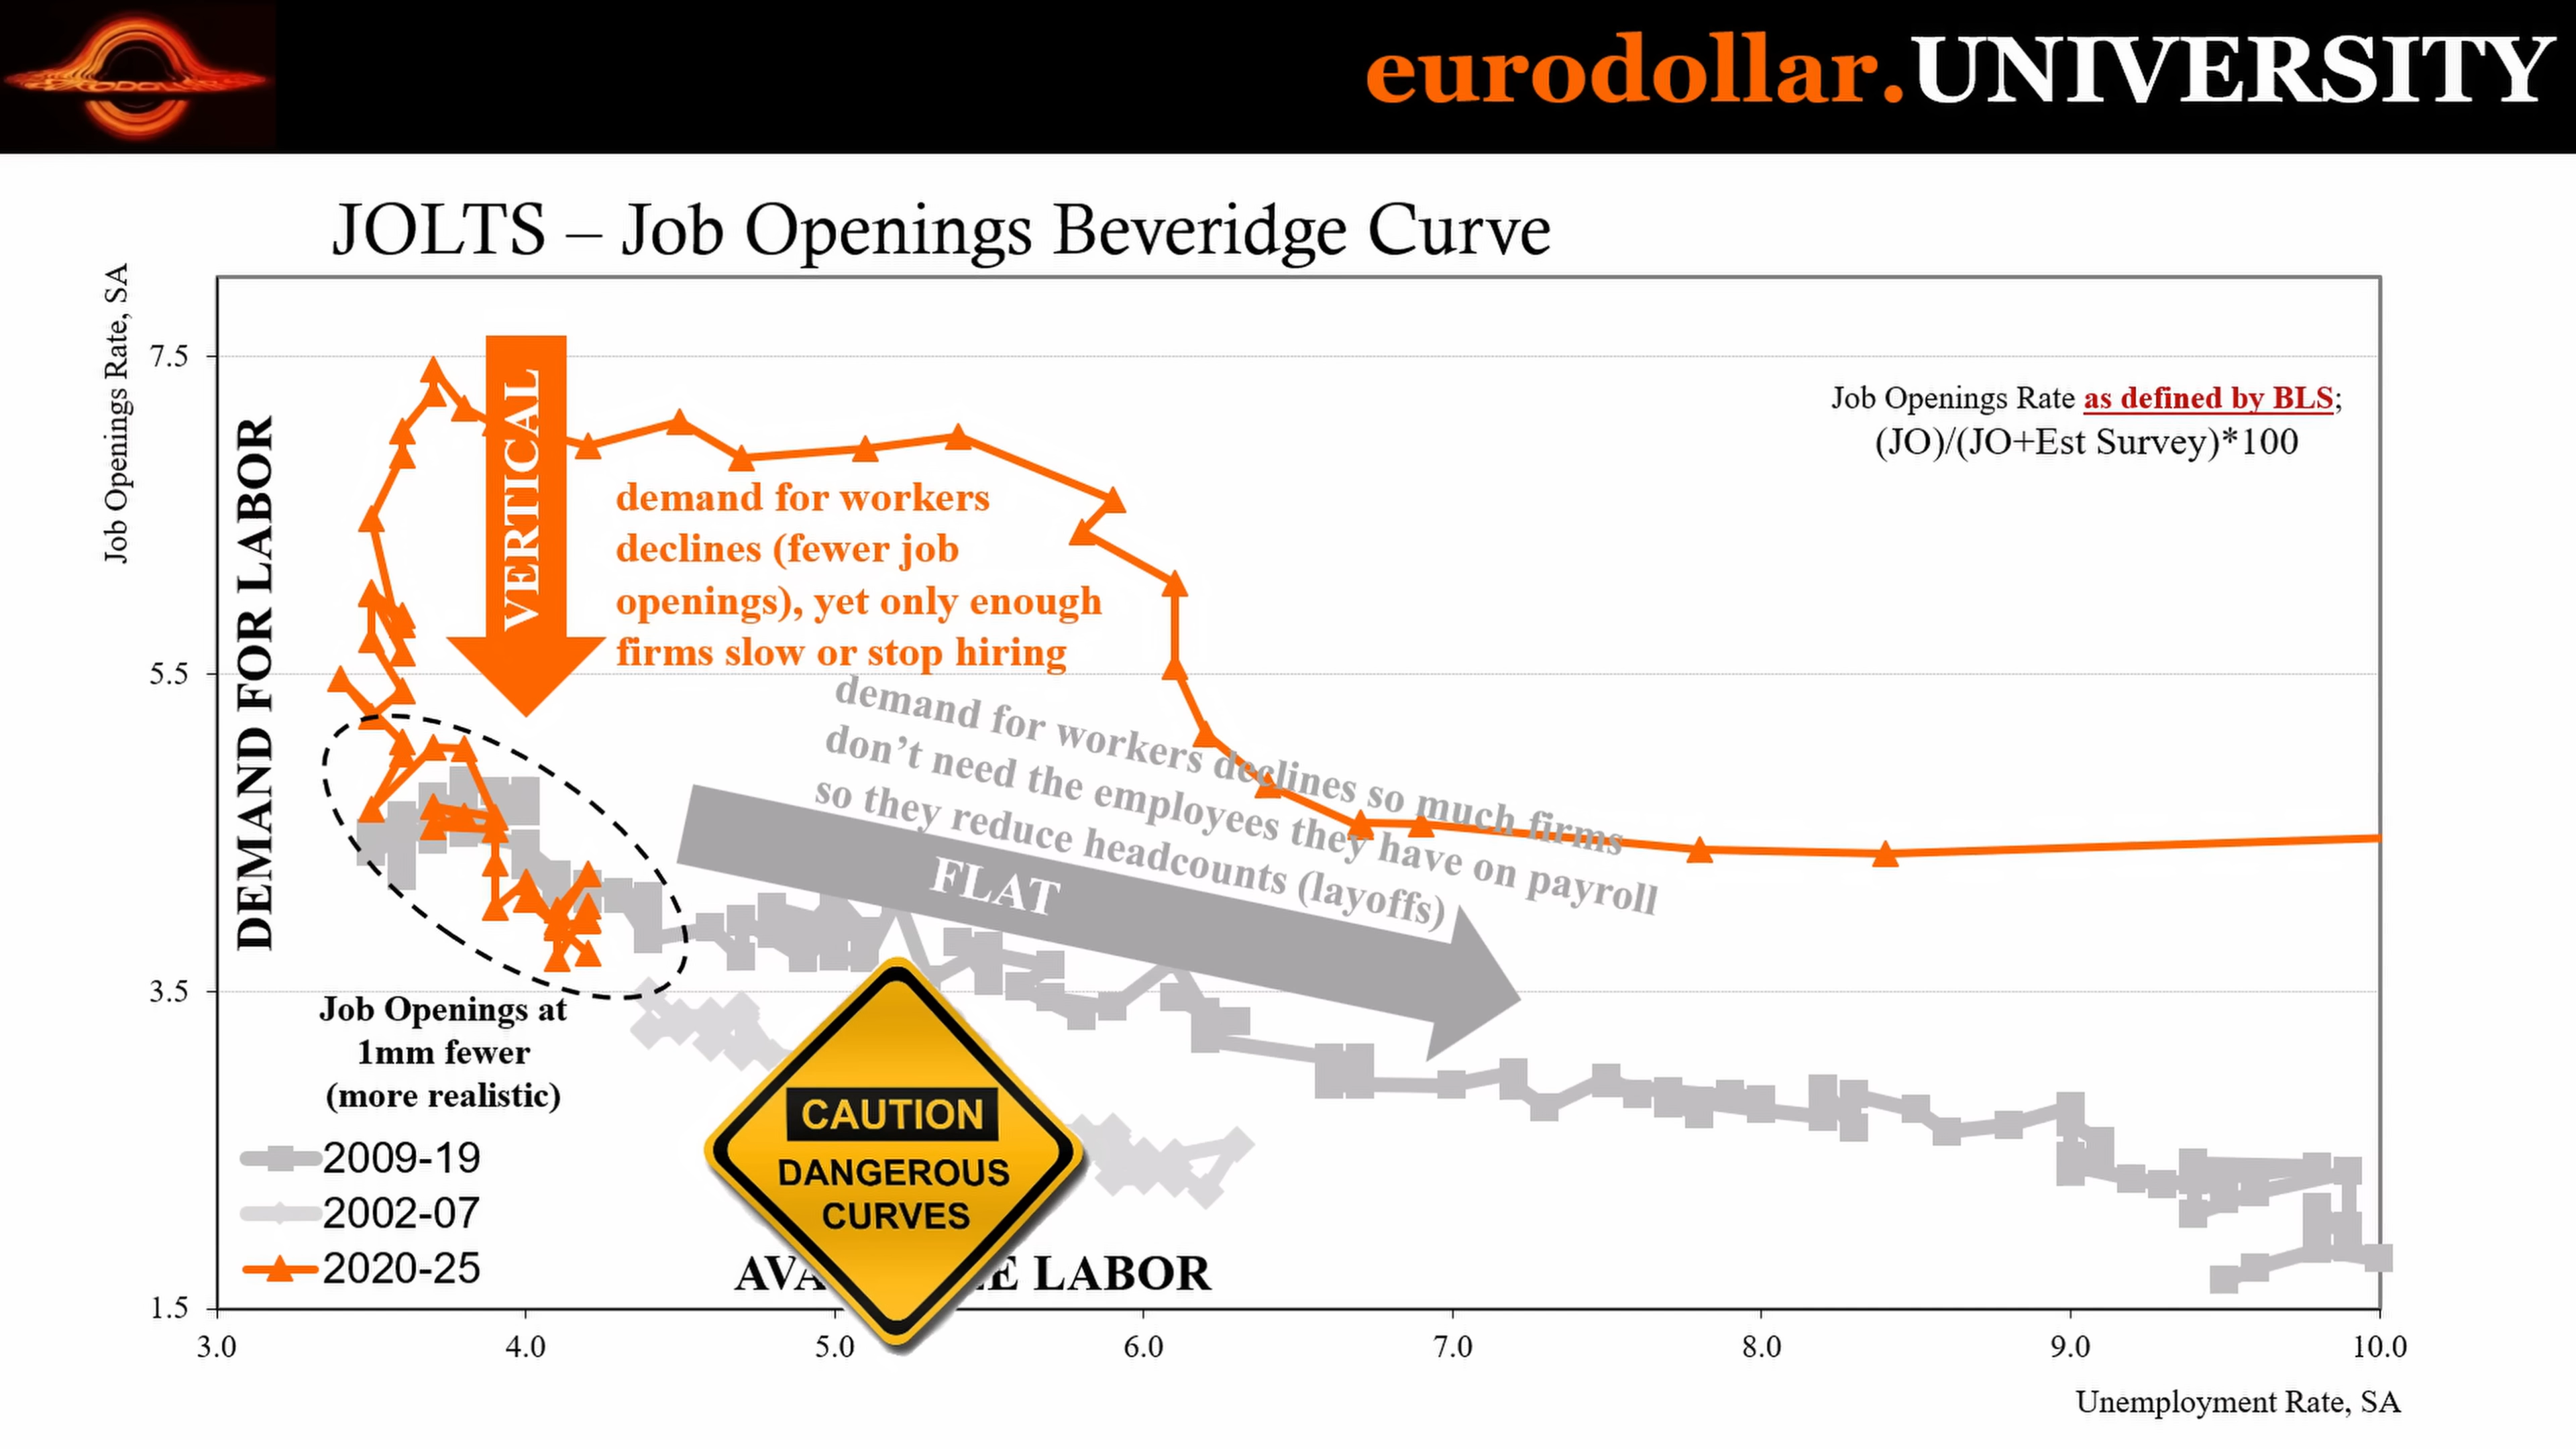 eurodollar.UNIVERSITY
JOLTS – Job Openings Beveridge Curve
Job Openings Rate, SA
7.5
5.5
3.5
1.5
DEMAND FOR LABOR
VERTICAL
demand for workers
declines (fewer job
openings), yet only enough
firms slow or stop hiring
Job Openings Rate as defined by BLS;
(JO)/(JO+Est Survey)*100
demand for workers declines so much firms
don't need the employees they have on payroll
so they reduce headcounts (layoffs)
FLAT
Job Openings at
1mm fewer
(more realistic)
2009-19
2002-07
2020-25
CAUTION
DANGEROUS
CURVES
LABOR
3.0 4.0 5.0 6.0 7.0 8.0 9.0 10.0
Unemployment Rate, SA